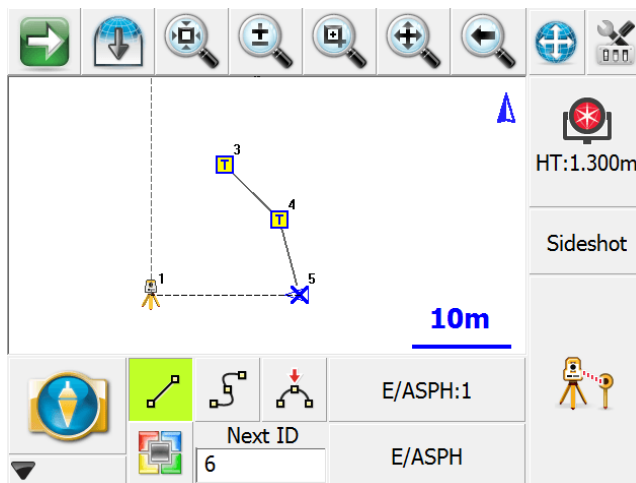 3
HT:1.300m
T
4
T
Sideshot
1
5
10m
E/ASPH:1
Next ID
6
E/ASPH